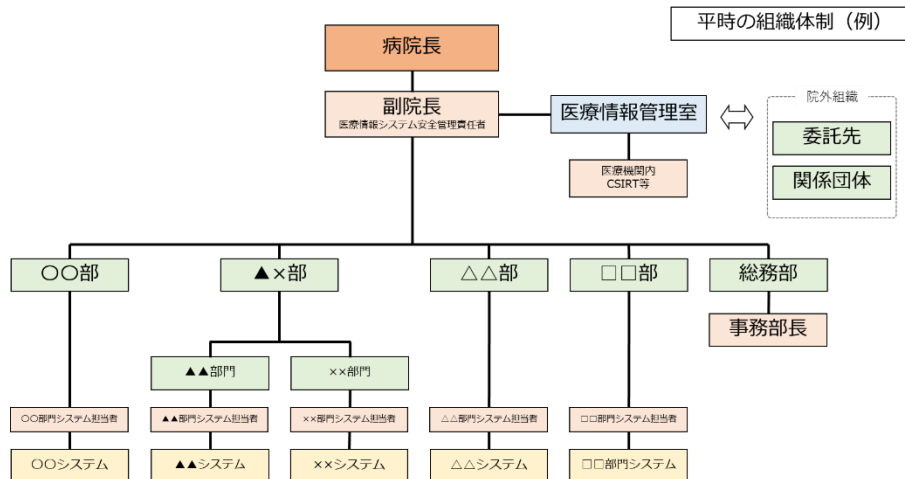 平時の組織体制（例）
病院長
副院長
医療情報システム安全管理責任者
医療情報管理室
院外組織
委託先
関係団体
医療機関内
CSIRT等
〇〇部
▲×部
△△部
□□部
総務部
事務部長
▲▲部門
××部門
〇〇部門システム担当者
▲▲部門システム担当者
××部門システム担当者
△△部門システム担当者
□□部門システム担当者
〇〇システム
▲▲システム
××システム
△△システム
□□部門システム